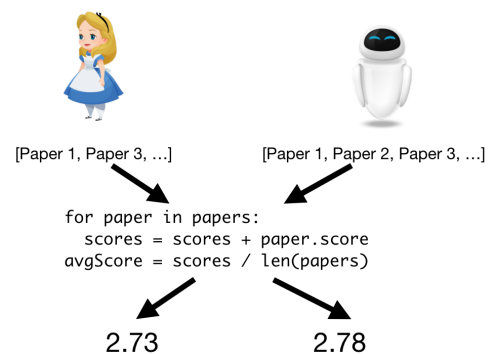 [Paper 1, Paper 3, …]
[Paper 1, Paper 2, Paper 3, …]
for paper in papers:
  scores = scores + paper.score
avgScore = scores / len(papers)
2.73
2.78